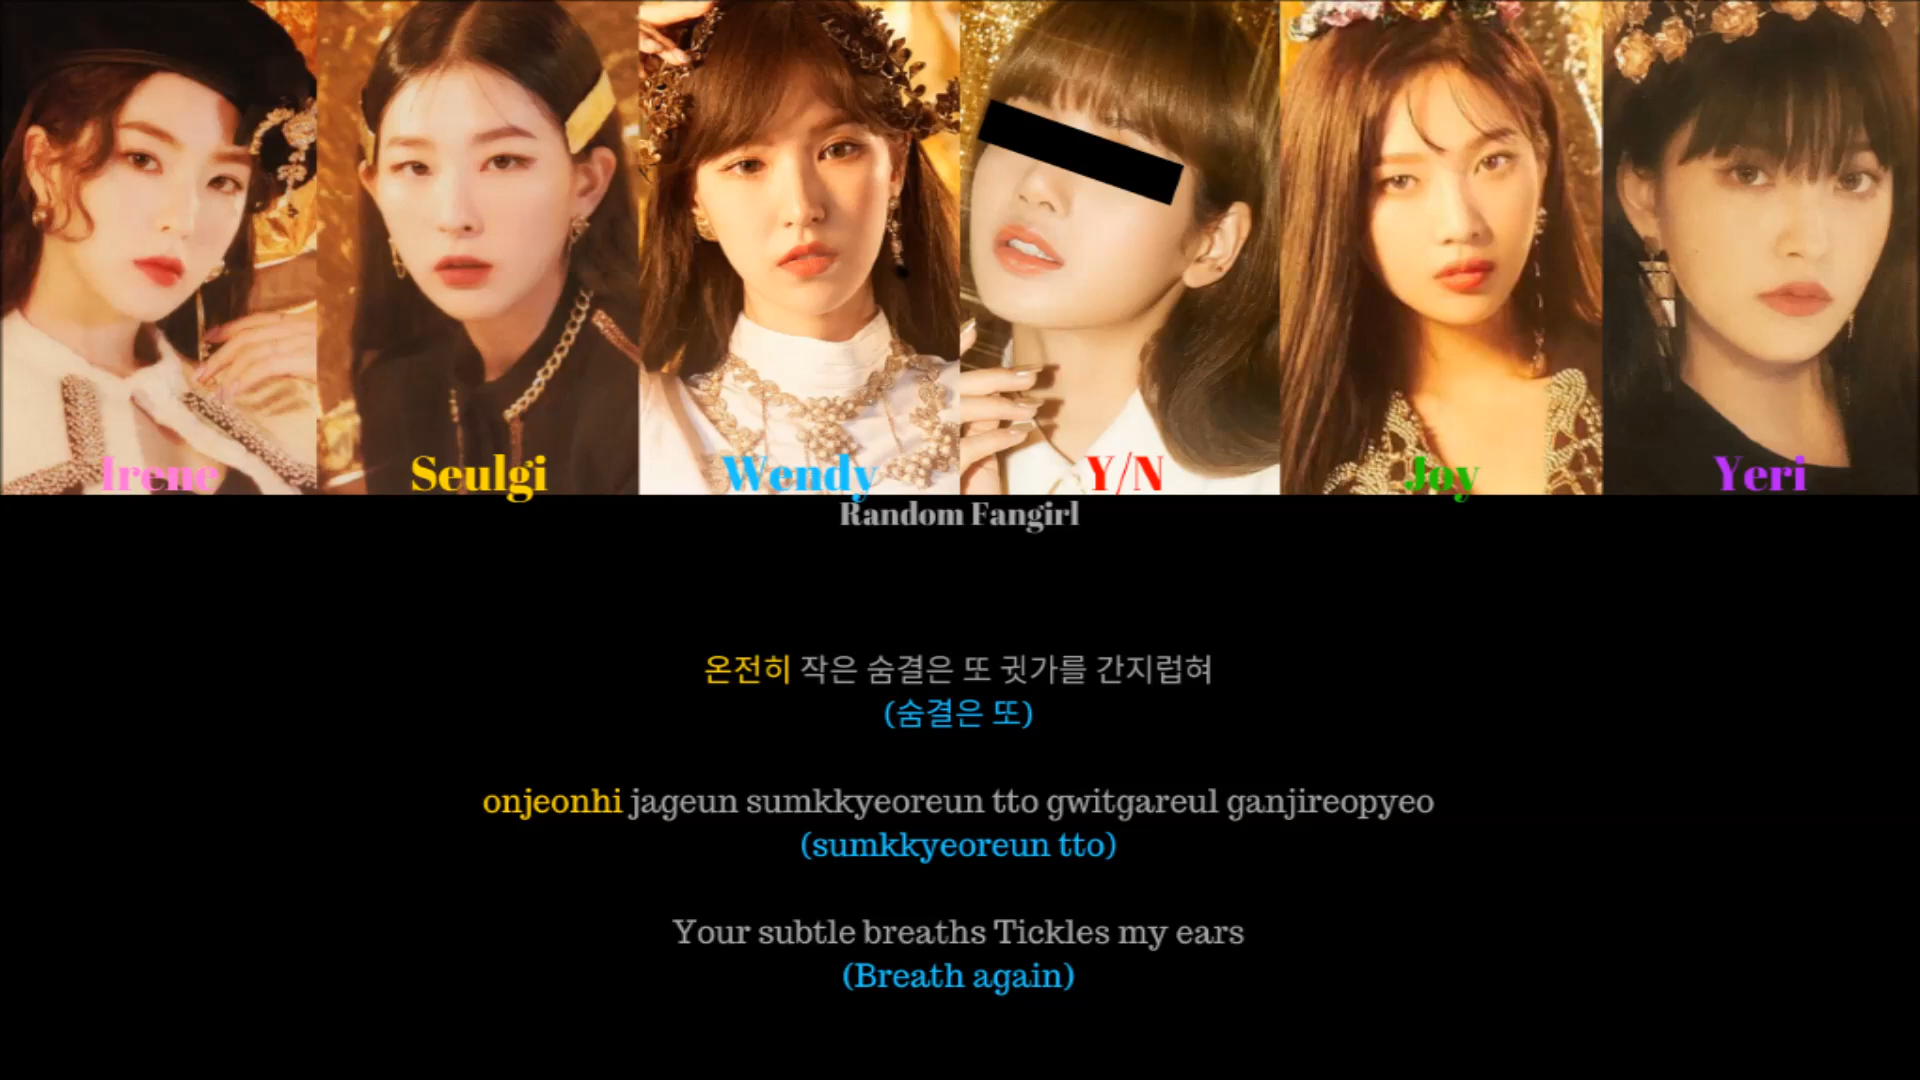 Irene
Seulgi
Wendy
Y/N
Joy
Yeri
Random Fangirl
온전히 작은 숨결은 또 귓가를 간지럽혀
(숨결은 또)
onjeonhi jageun sumkkyeoreun tto gwitgareul ganjireopyeo
(sumkkyeoreun tto)
Your subtle breaths Tickles my ears
(Breath again)